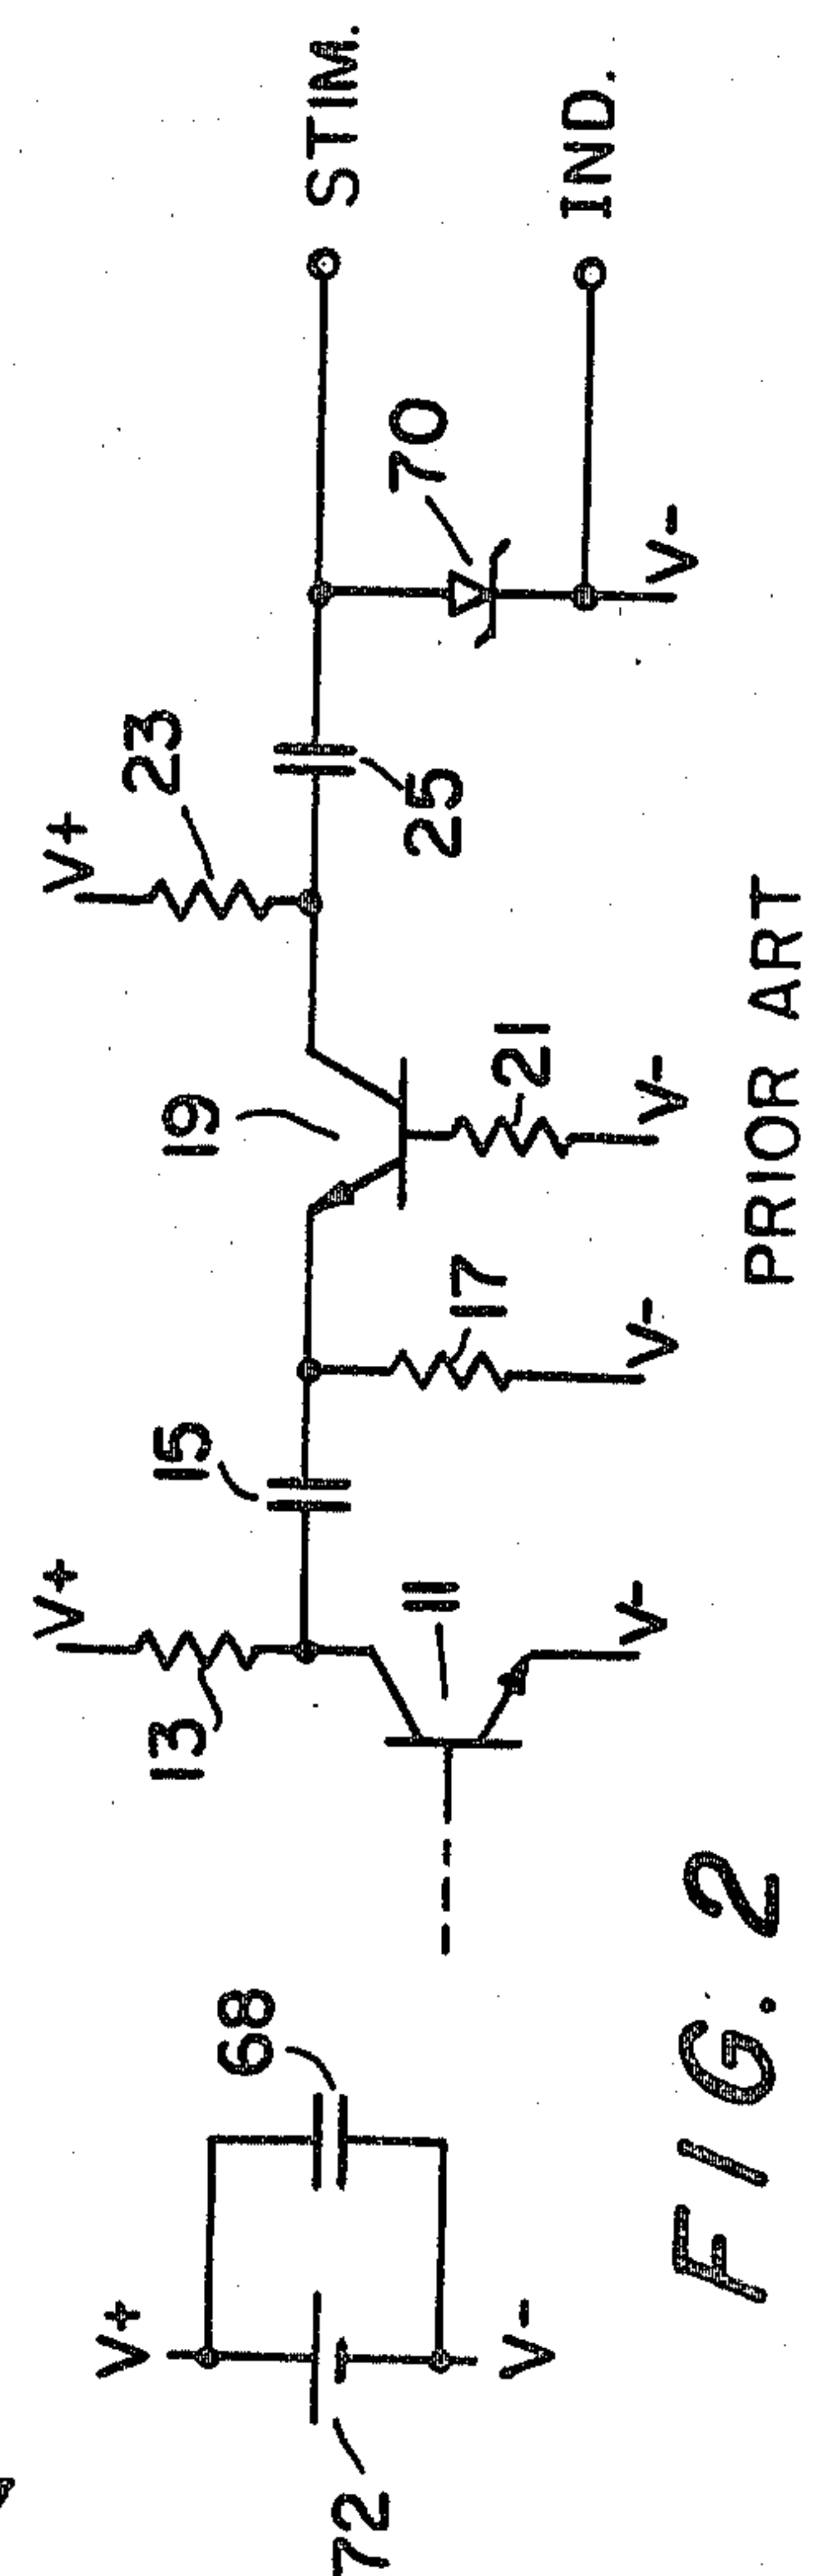 V+
V-
72
68
V+
13
11
V-
15
17
V-
19
21
V-
V+
23
25
70
V-
STIM.
IND.
PRIOR ART
FIG. 2